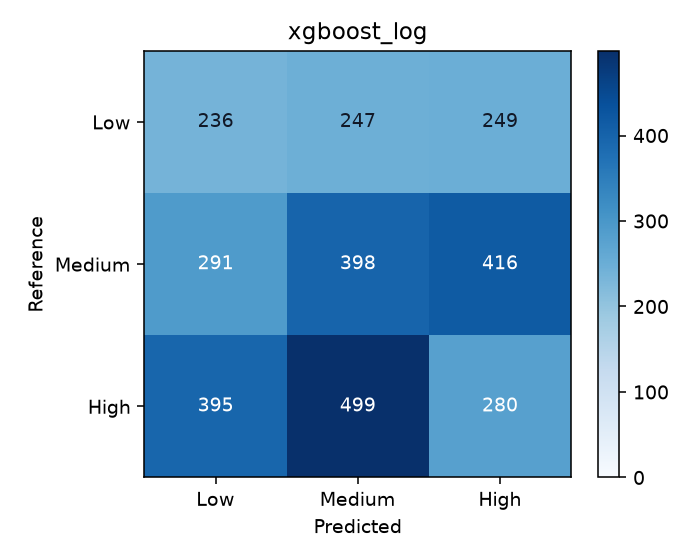 xgboost_log
Reference
Low 236 247 249
Medium 291 398 416
High 395 499 280
Low Medium High
Predicted
400
300
200
100
0